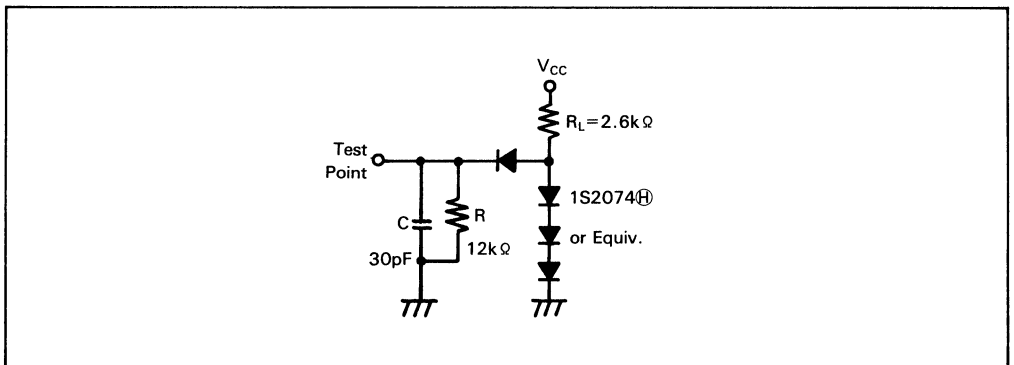 V_CC
R_L=2.6kΩ
Test
Point
1S2074Ⓗ
C
R
or Equiv.
12kΩ
30pF